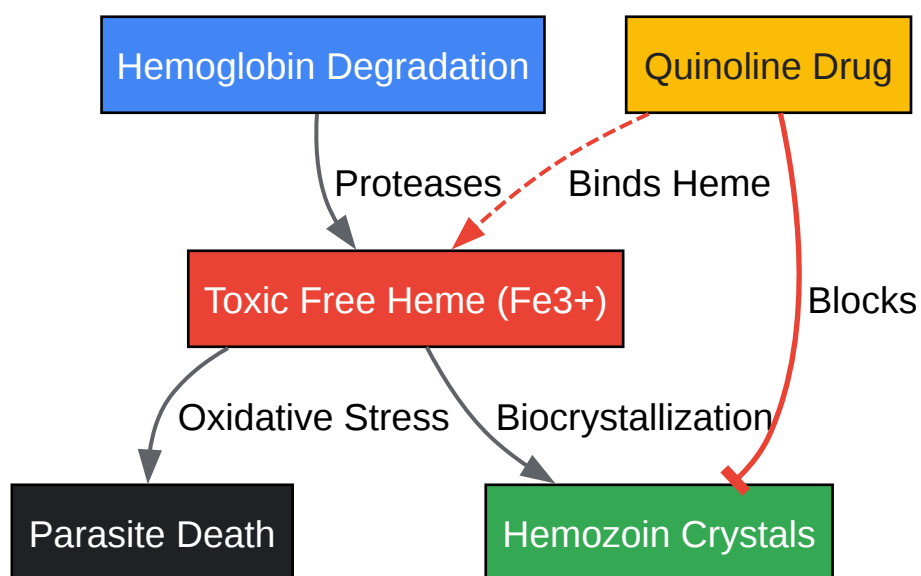 Hemoglobin Degradation
Quinoline Drug
Proteases
Binds Heme
Toxic Free Heme (Fe3+)
Blocks
Oxidative Stress
Biocrystallization
Parasite Death
Hemozoin Crystals